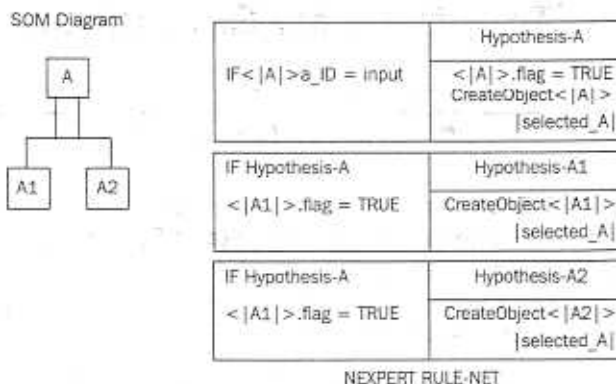 SOM Diagram
A
A1
A2
IF<|A|>a_ID = input
Hypothesis-A
<|A|>.flag = TRUE
CreateObject<|A|>
|selected_A|
IF Hypothesis-A
<|A1|>.flag = TRUE
Hypothesis-A1
CreateObject<|A1|>
|selected_A|
IF Hypothesis-A
<|A1|>.flag = TRUE
Hypothesis-A2
CreateObject<|A2|>
|selected_A|
NEXPERT RULE-NET